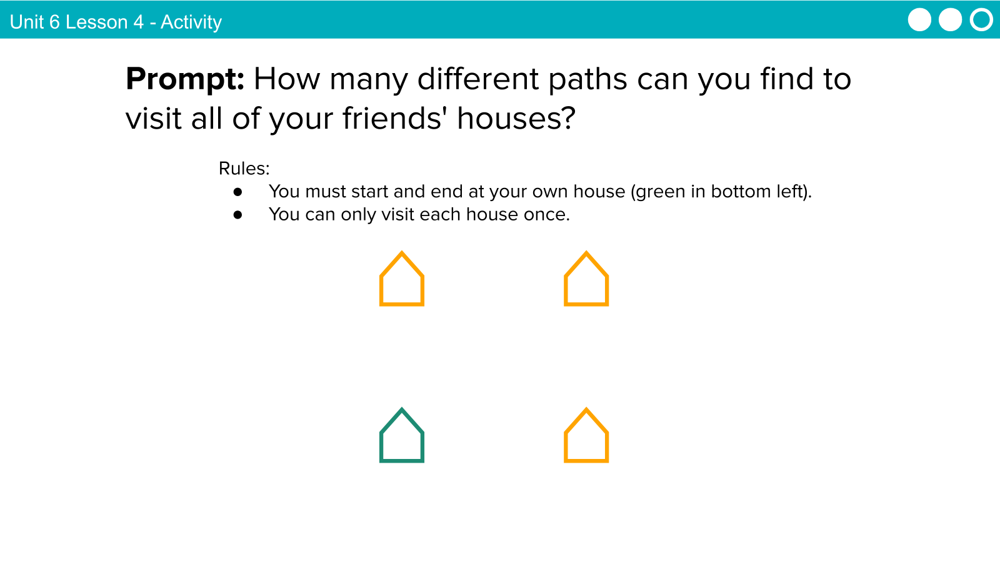 Unit 6 Lesson 4 - Activity
Prompt: How many different paths can you find to
visit all of your friends' houses?
Rules:
● You must start and end at your own house (green in bottom left).
● You can only visit each house once.